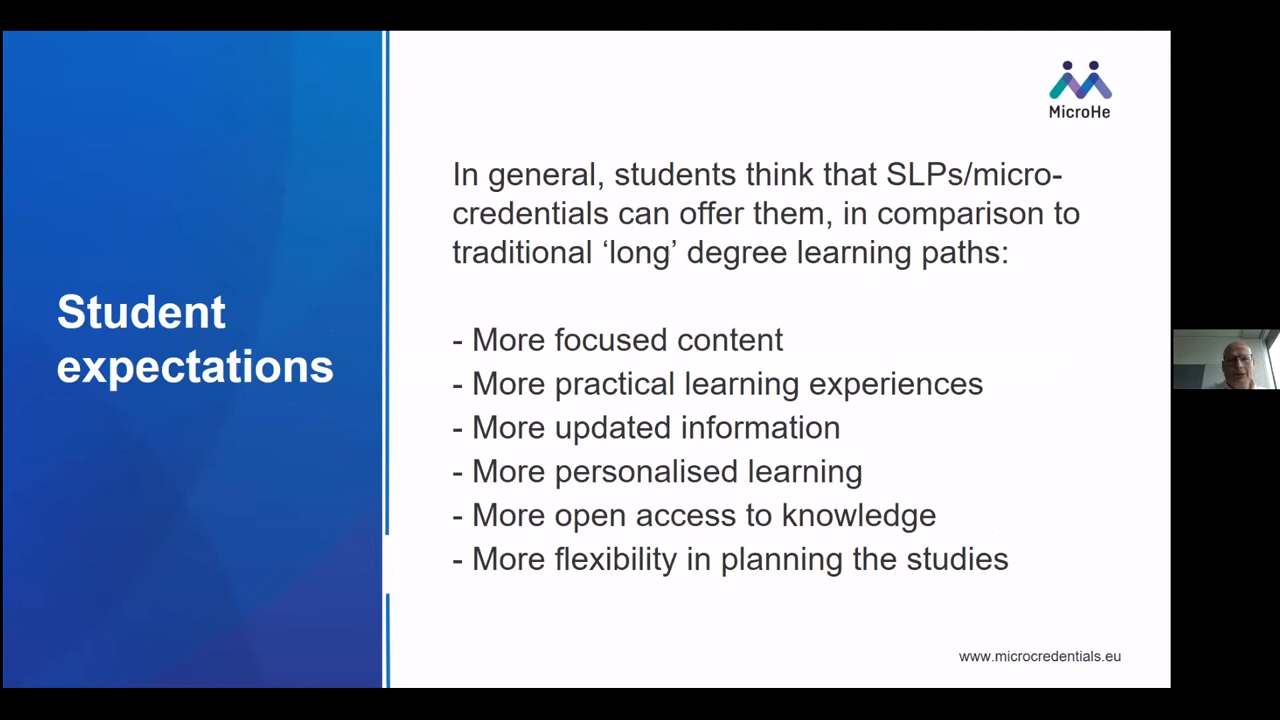 MicroHe
In general, students think that SLPs/micro-
credentials can offer them, in comparison to
traditional ‘long’ degree learning paths:
Student
expectations
- More focused content
- More practical learning experiences
- More updated information
- More personalised learning
- More open access to knowledge
- More flexibility in planning the studies
www.microcredentials.eu